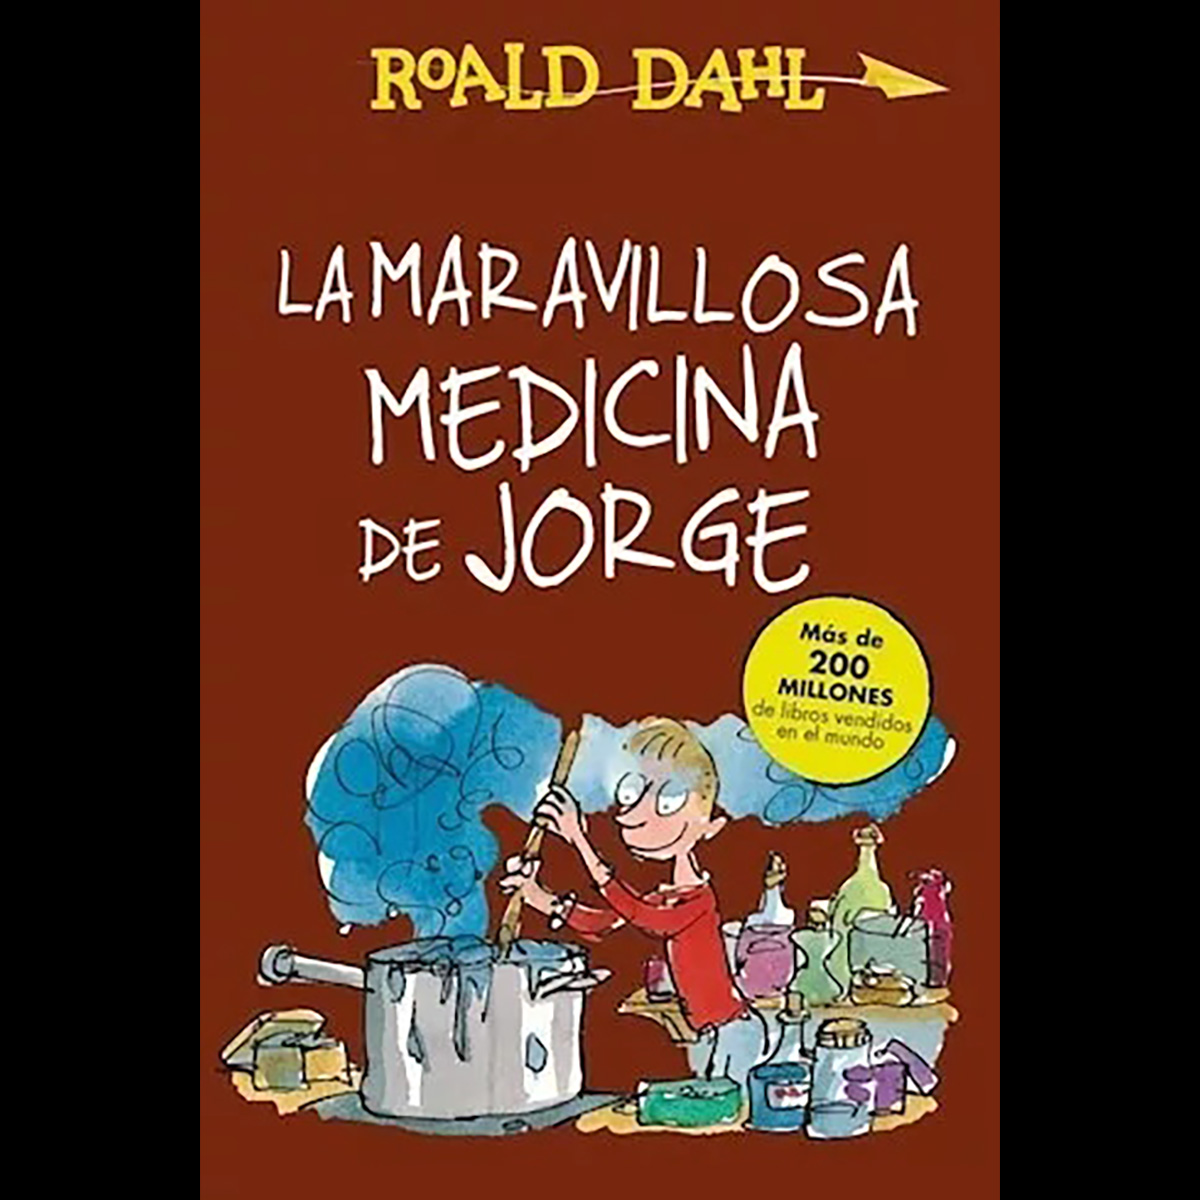 ROALD DAHL
LA MARAVILLOSA
MEDICINA
DE JORGE
Más de
200
MILLONES
de libros vendidos
en el mundo